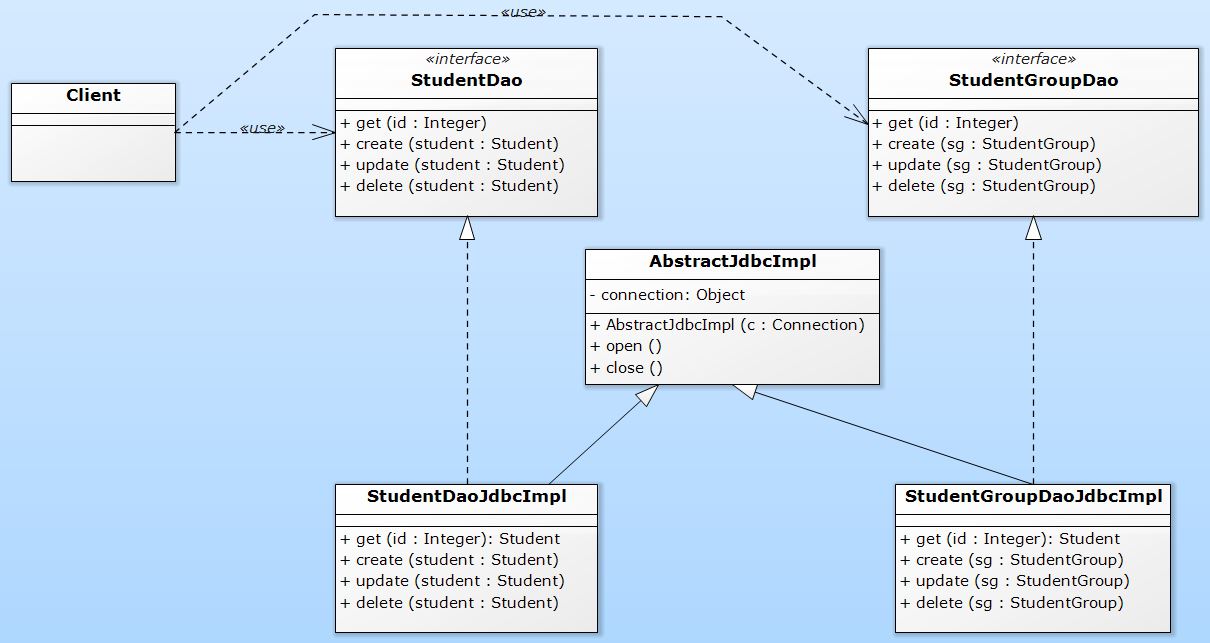 «use»
Client
«use»
«interface»
StudentDao
+ get (id : Integer)
+ create (student : Student)
+ update (student : Student)
+ delete (student : Student)
«interface»
StudentGroupDao
+ get (id : Integer)
+ create (sg : StudentGroup)
+ update (sg : StudentGroup)
+ delete (sg : StudentGroup)
AbstractJdbcImpl
- connection: Object
+ AbstractJdbcImpl (c : Connection)
+ open ()
+ close ()
StudentDaoJdbcImpl
+ get (id : Integer): Student
+ create (student : Student)
+ update (student : Student)
+ delete (student : Student)
StudentGroupDaoJdbcImpl
+ get (id : Integer): Student
+ create (sg : StudentGroup)
+ update (sg : StudentGroup)
+ delete (sg : StudentGroup)